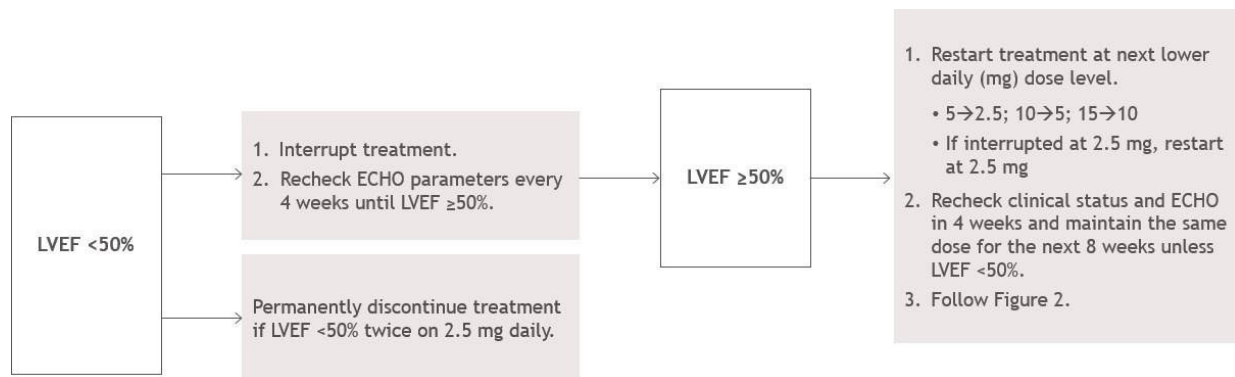 LVEF <50%
1. Interrupt treatment.
2. Recheck ECHO parameters every
4 weeks until LVEF ≥50%.
Permanently discontinue treatment
if LVEF <50% twice on 2.5 mg daily.
LVEF ≥50%
1. Restart treatment at next lower
daily (mg) dose level.
• 5→2.5; 10→5; 15→10
• If interrupted at 2.5 mg, restart
at 2.5 mg
2. Recheck clinical status and ECHO
in 4 weeks and maintain the same
dose for the next 8 weeks unless
LVEF <50%.
3. Follow Figure 2.